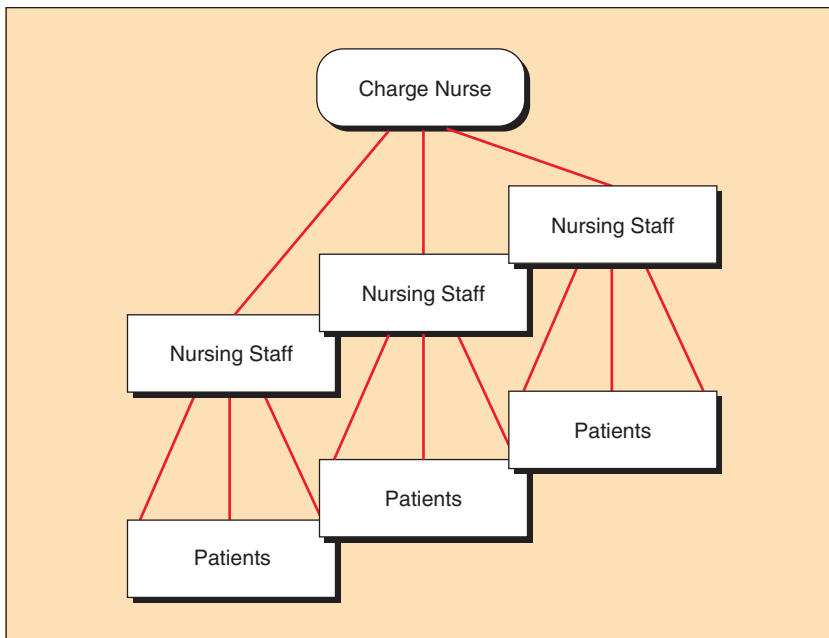 Charge Nurse
Nursing Staff
Nursing Staff
Nursing Staff
Patients
Patients
Patients